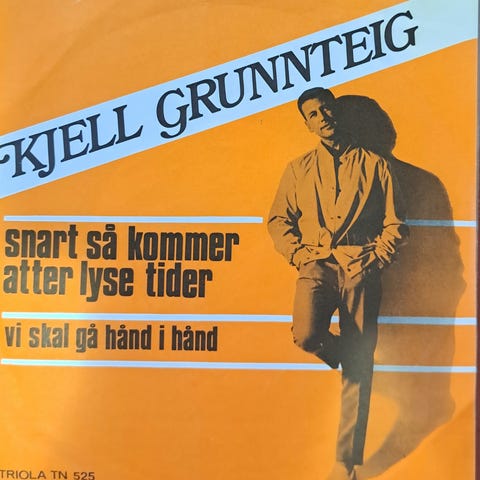 KJELL GRUNNTEIG
snart så kommer
atter lyse tider
vi skal gå hånd i hånd
TRIOLA TN 525